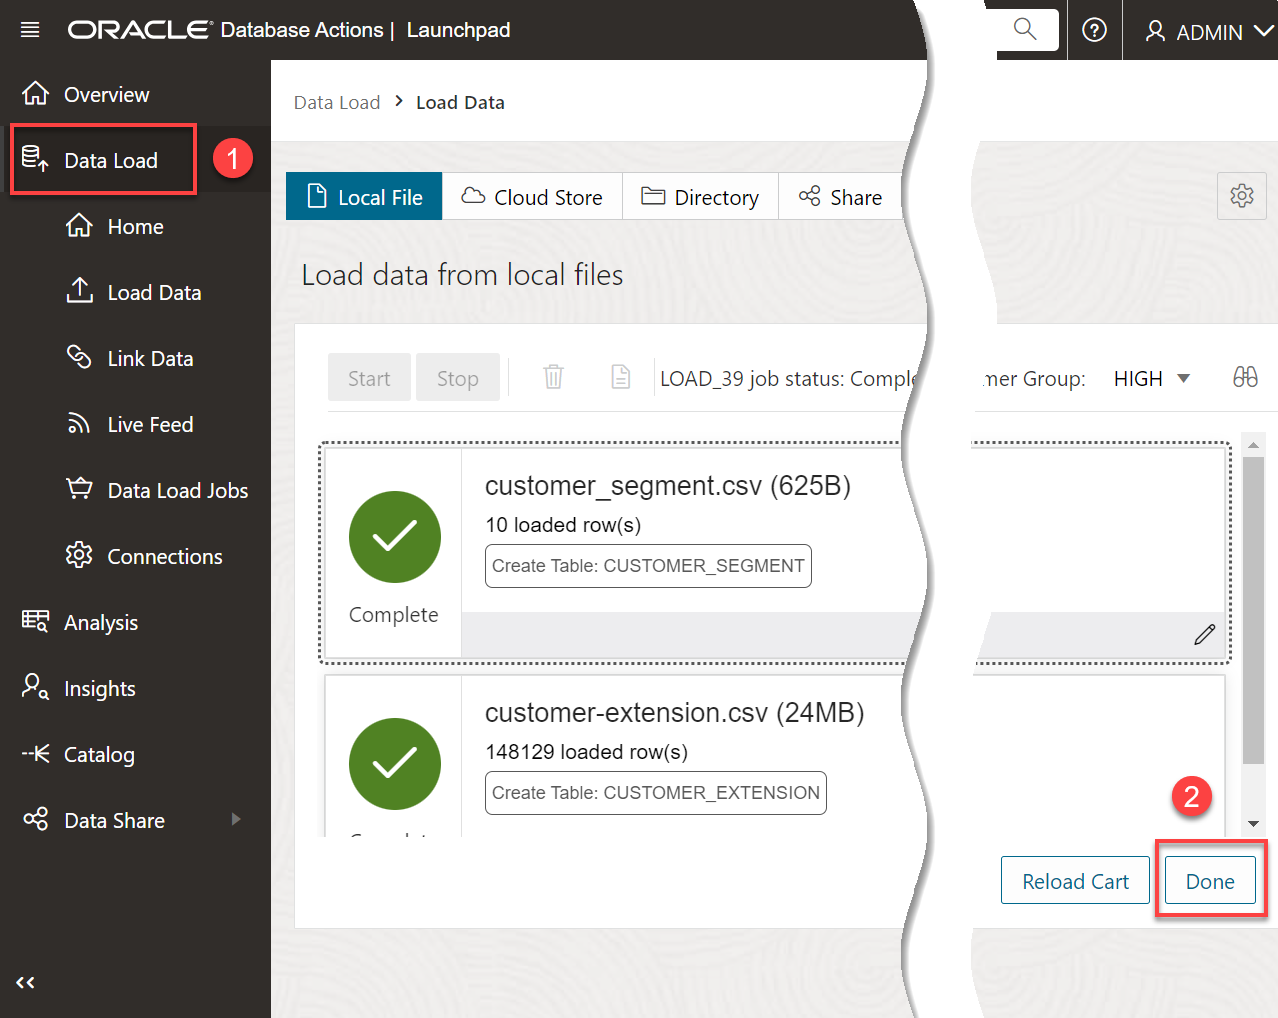 ORACLE Database Actions | Launchpad
ADMIN
Overview
Data Load
1
Home
Load Data
Link Data
Live Feed
Data Load Jobs
Connections
Analysis
Insights
Catalog
Data Share
Data Load > Load Data
Local File
Cloud Store
Directory
Share
Load data from local files
Start
Stop
LOAD_39 job status:
Group:
HIGH
customer_segment.csv (625B)
10 loaded row(s)
Create Table: CUSTOMER_SEGMENT
Complete
customer-extension.csv (24MB)
148129 loaded row(s)
Create Table: CUSTOMER_EXTENSION
2
Reload Cart
Done